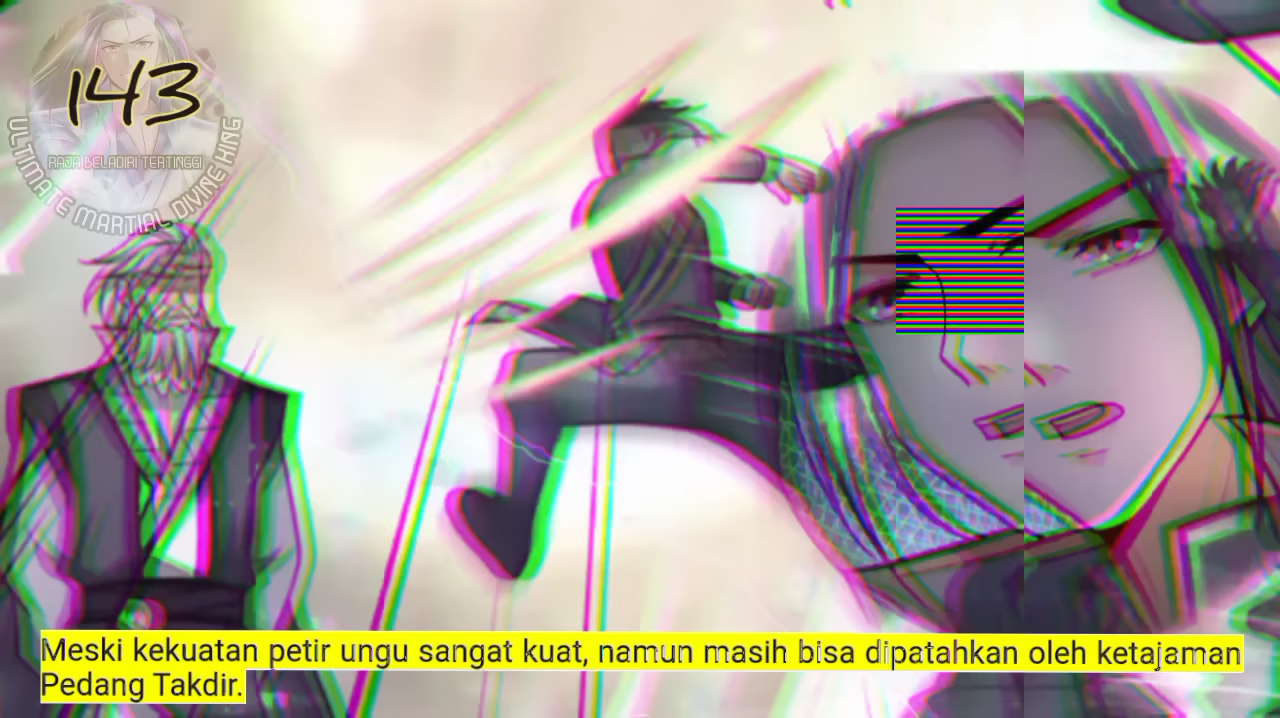 143
RAJA BELADIRI TERTINGGI
ULTIMATE MARTIAL DIVINE KING
Meski kekuatan petir ungu sangat kuat, namun masih bisa dipatahkan oleh ketajaman
Pedang Takdir.